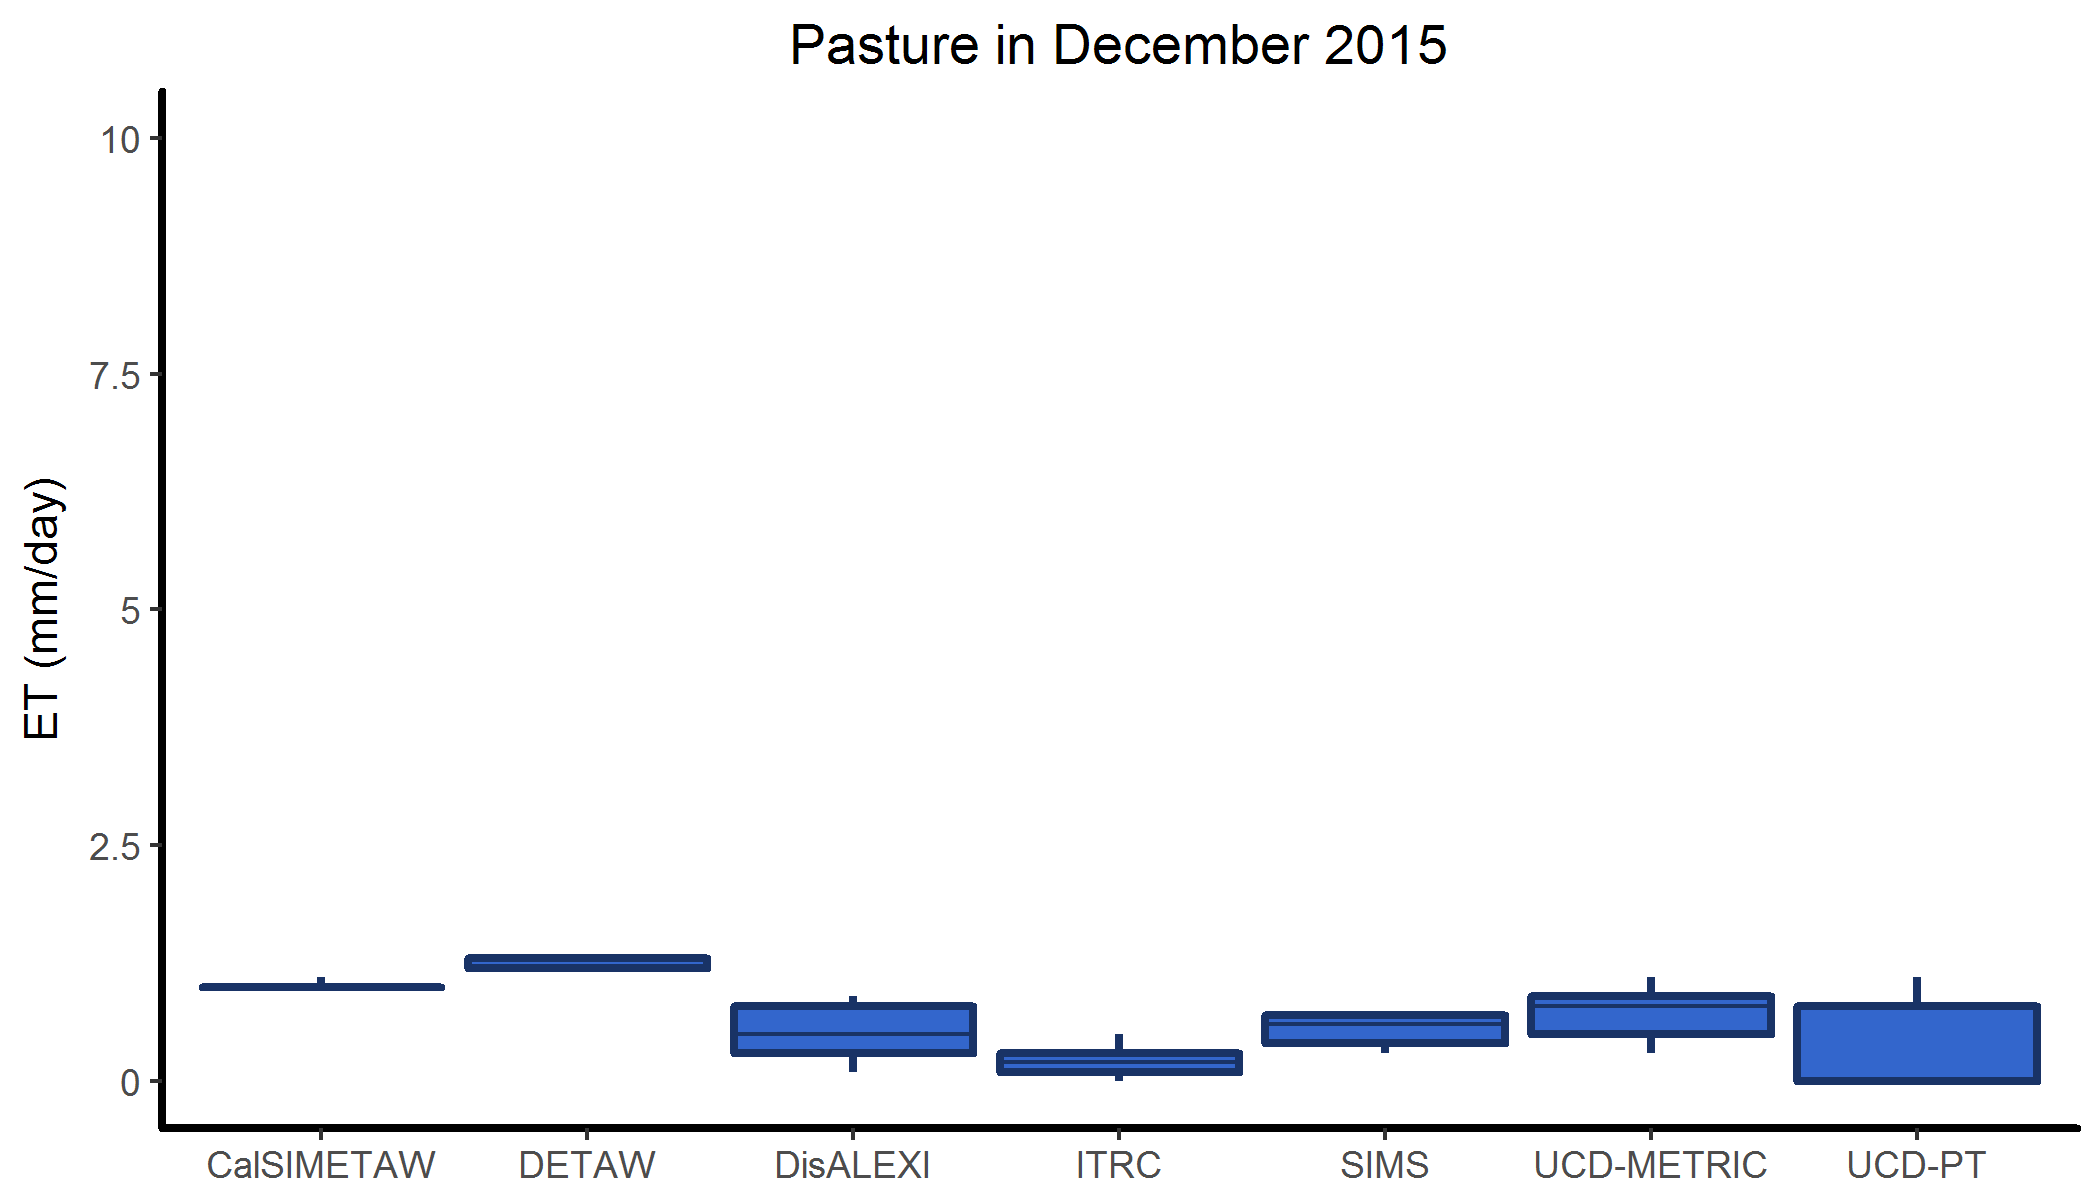 Pasture in December 2015
ET (mm/day)
10
7.5
5
2.5
0
CalSIMETAW DETAW DisALEXI ITRC SIMS UCD-METRIC UCD-PT